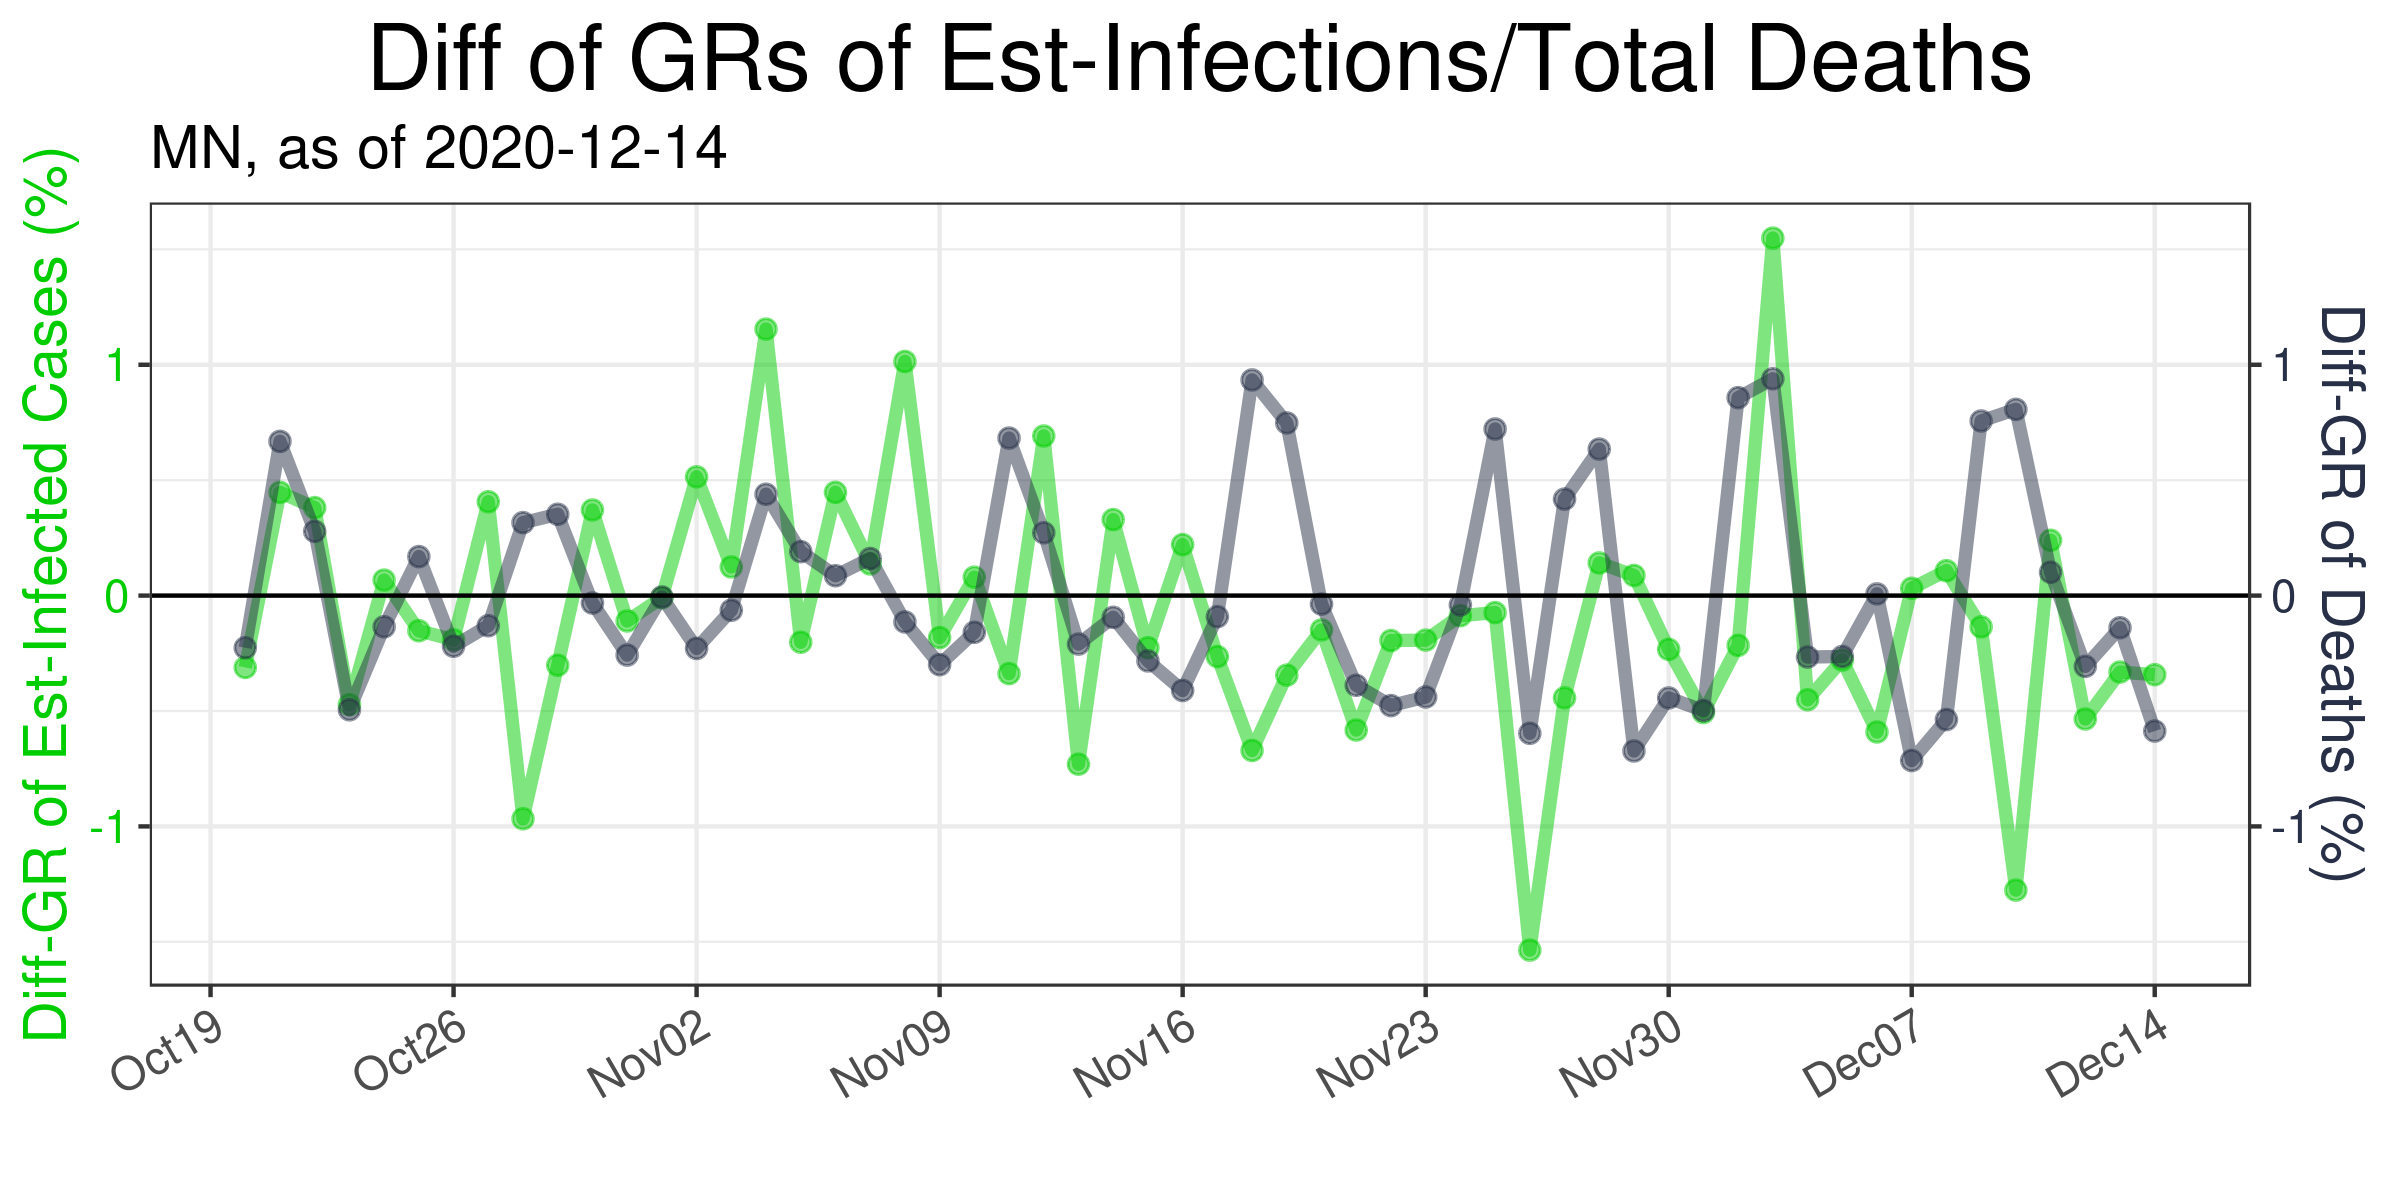 Diff of GRs of Est-Infections/Total Deaths
MN, as of 2020-12-14
Diff-GR of Est-Infected Cases (%)
1
0
-1
1
0
-1
Diff-GR of Deaths (%)
Oct19
Oct26
Nov02
Nov09
Nov16
Nov23
Nov30
Dec07
Dec14